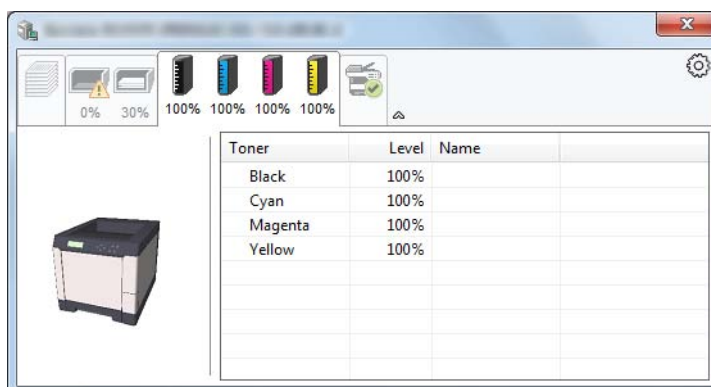 0% 30% 100% 100% 100% 100%
Toner Level Name
Black 100%
Cyan 100%
Magenta 100%
Yellow 100%